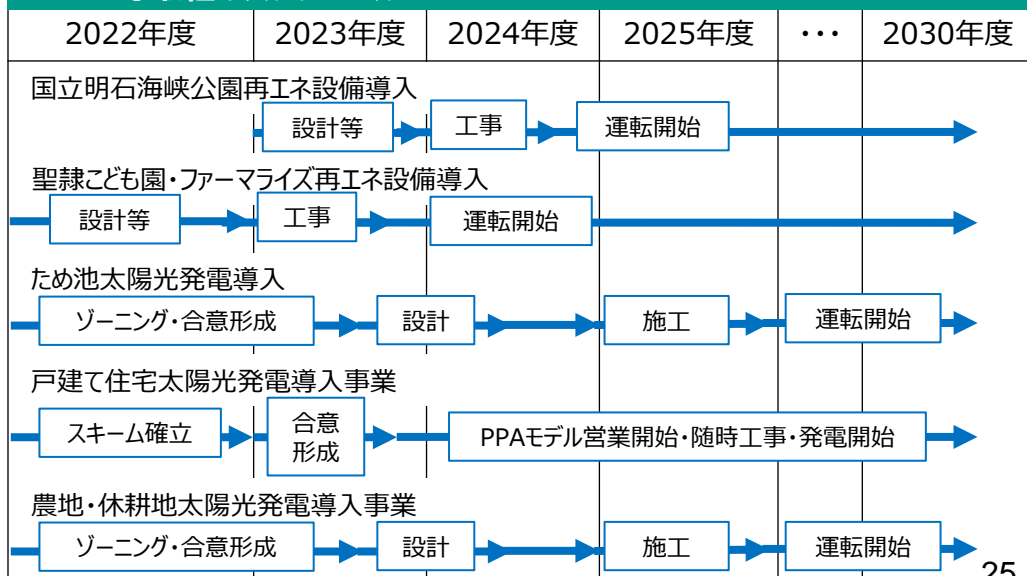 2022年度 2023年度 2024年度 2025年度 ・・・ 2030年度
国立明石海峡公園再エネ設備導入
設計等 工事 運転開始
聖隷こども園・ファーマライズ再エネ設備導入
設計等 工事 運転開始
ため池太陽光発電導入
ゾーニング・合意形成 設計 施工 運転開始
戸建て住宅太陽光発電導入事業
スキーム確立 合意 PPAモデル営業開始・随時工事・発電開始
形成
農地・休耕地太陽光発電導入事業
ゾーニング・合意形成 設計 施工 運転開始
25